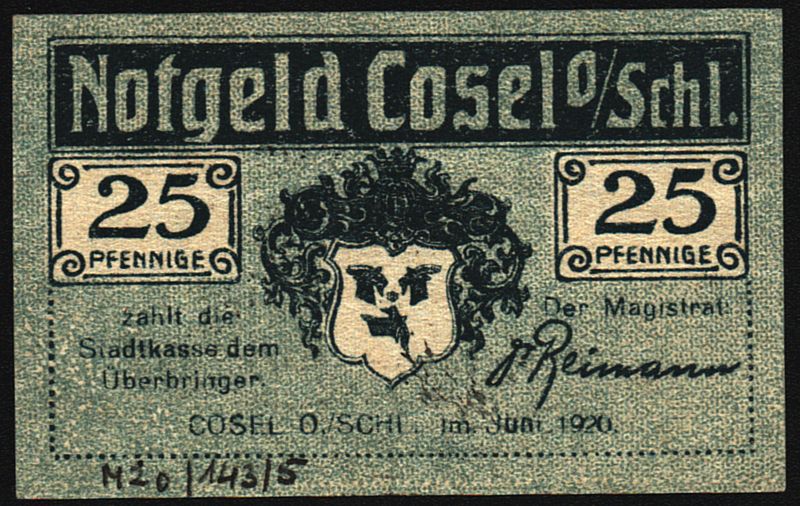 Notgeld Cosel O/Schl.
25
PFENNIGE
25
PFENNIGE
zahlt die
Stadtkasse dem
Überbringer.
Der Magistrat:
Dr Reimann
COSEL O./SCHL. im Juni 1920.
M20/143/5